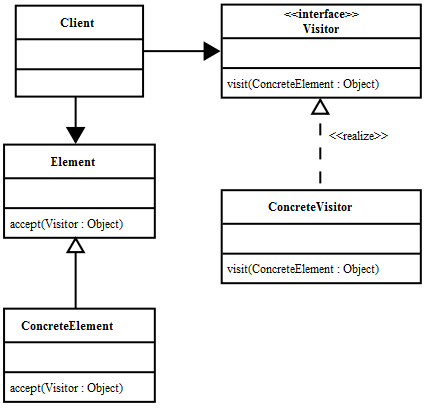 Client
<<interface>>
Visitor
visit(ConcreteElement : Object)
<<realize>>
Element
accept(Visitor : Object)
ConcreteVisitor
visit(ConcreteElement : Object)
ConcreteElement
accept(Visitor : Object)